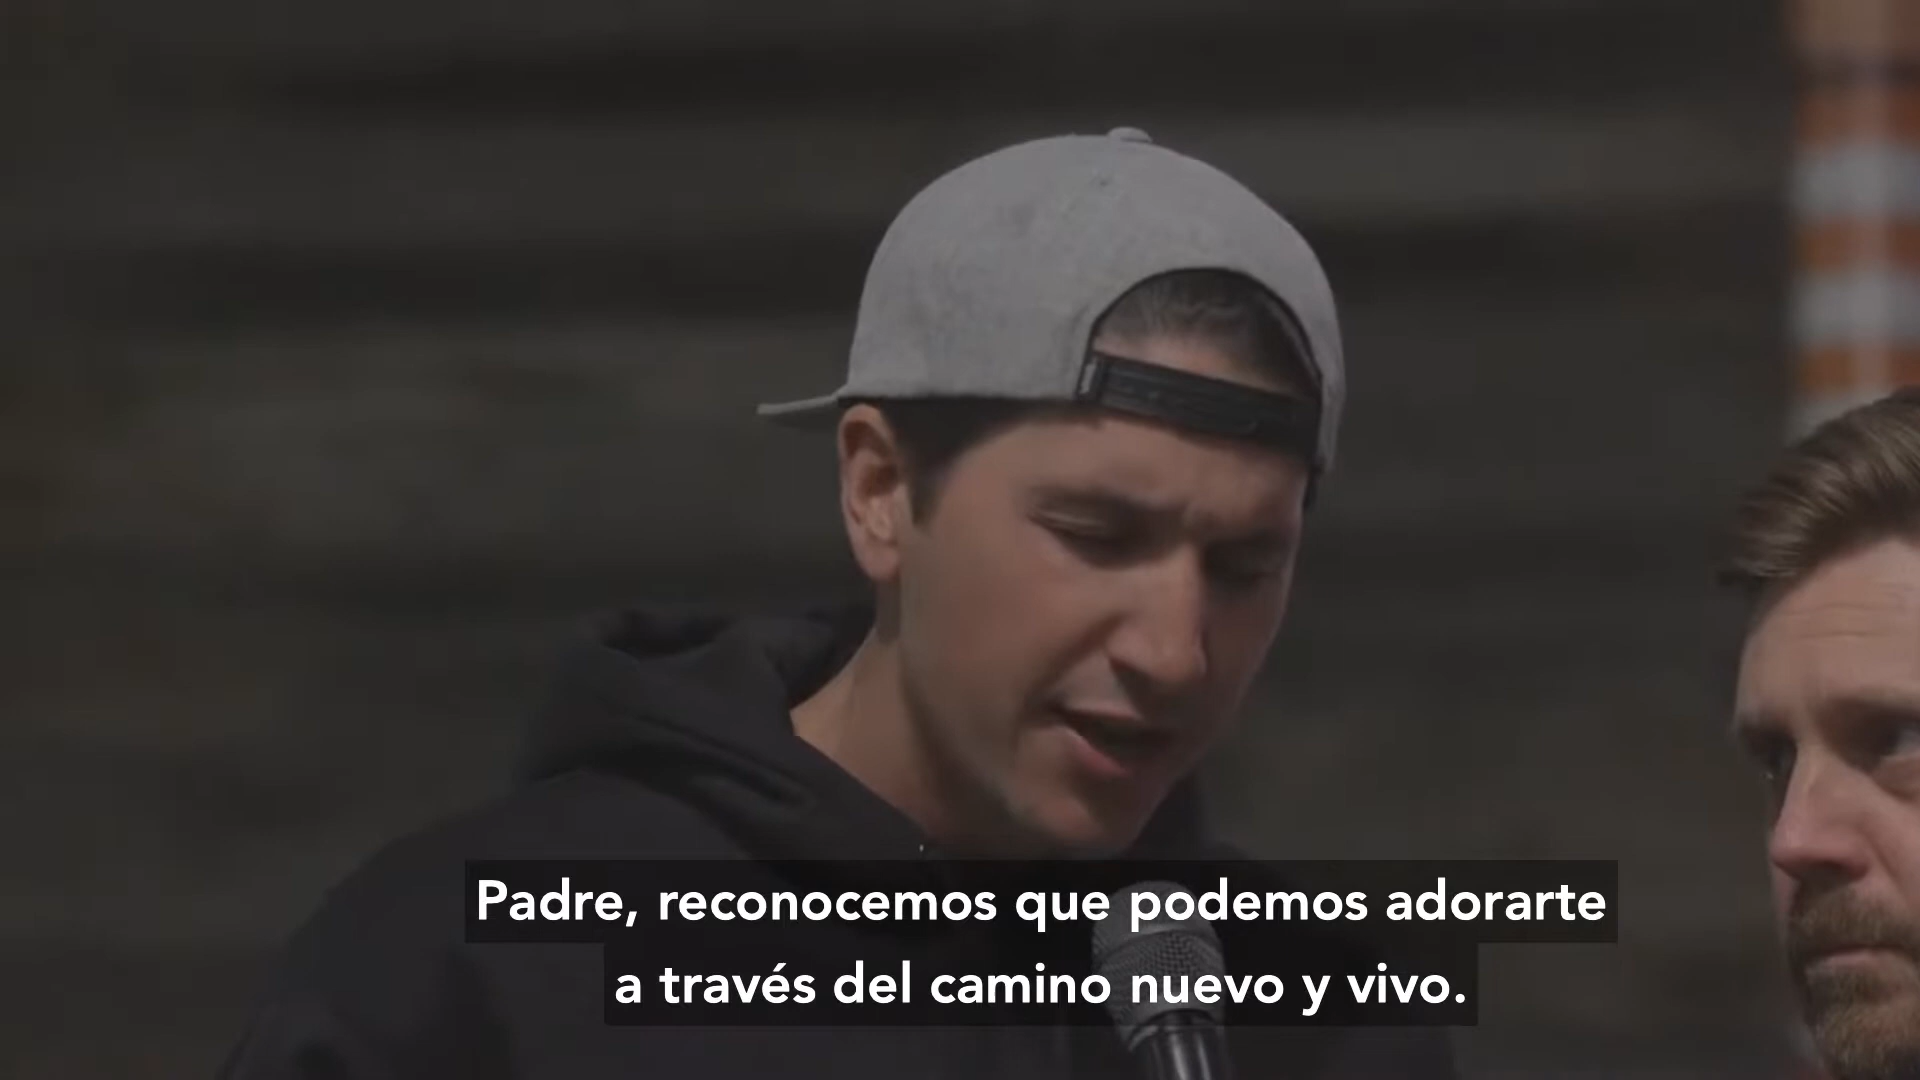 Padre, reconocemos que podemos adorarte
a través del camino nuevo y vivo.